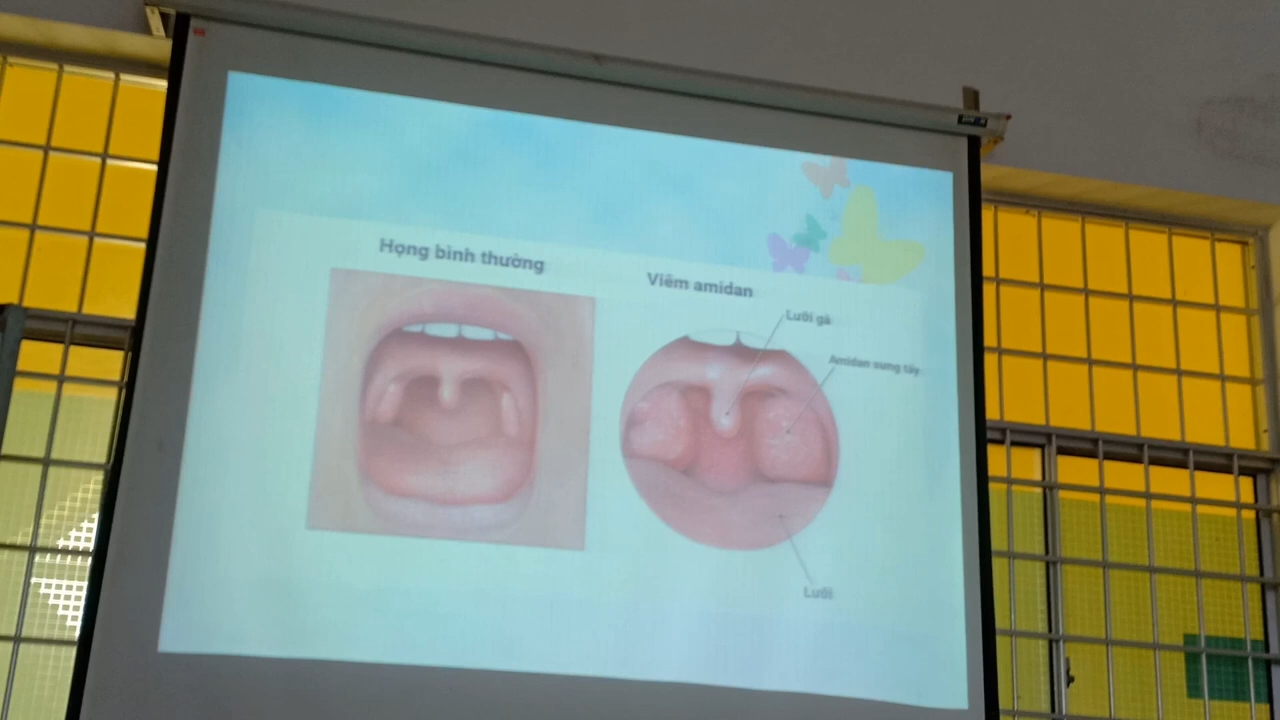 Họng bình thường
Viêm amidan
Lưỡi gà
Amidan sưng tấy
Lưỡi